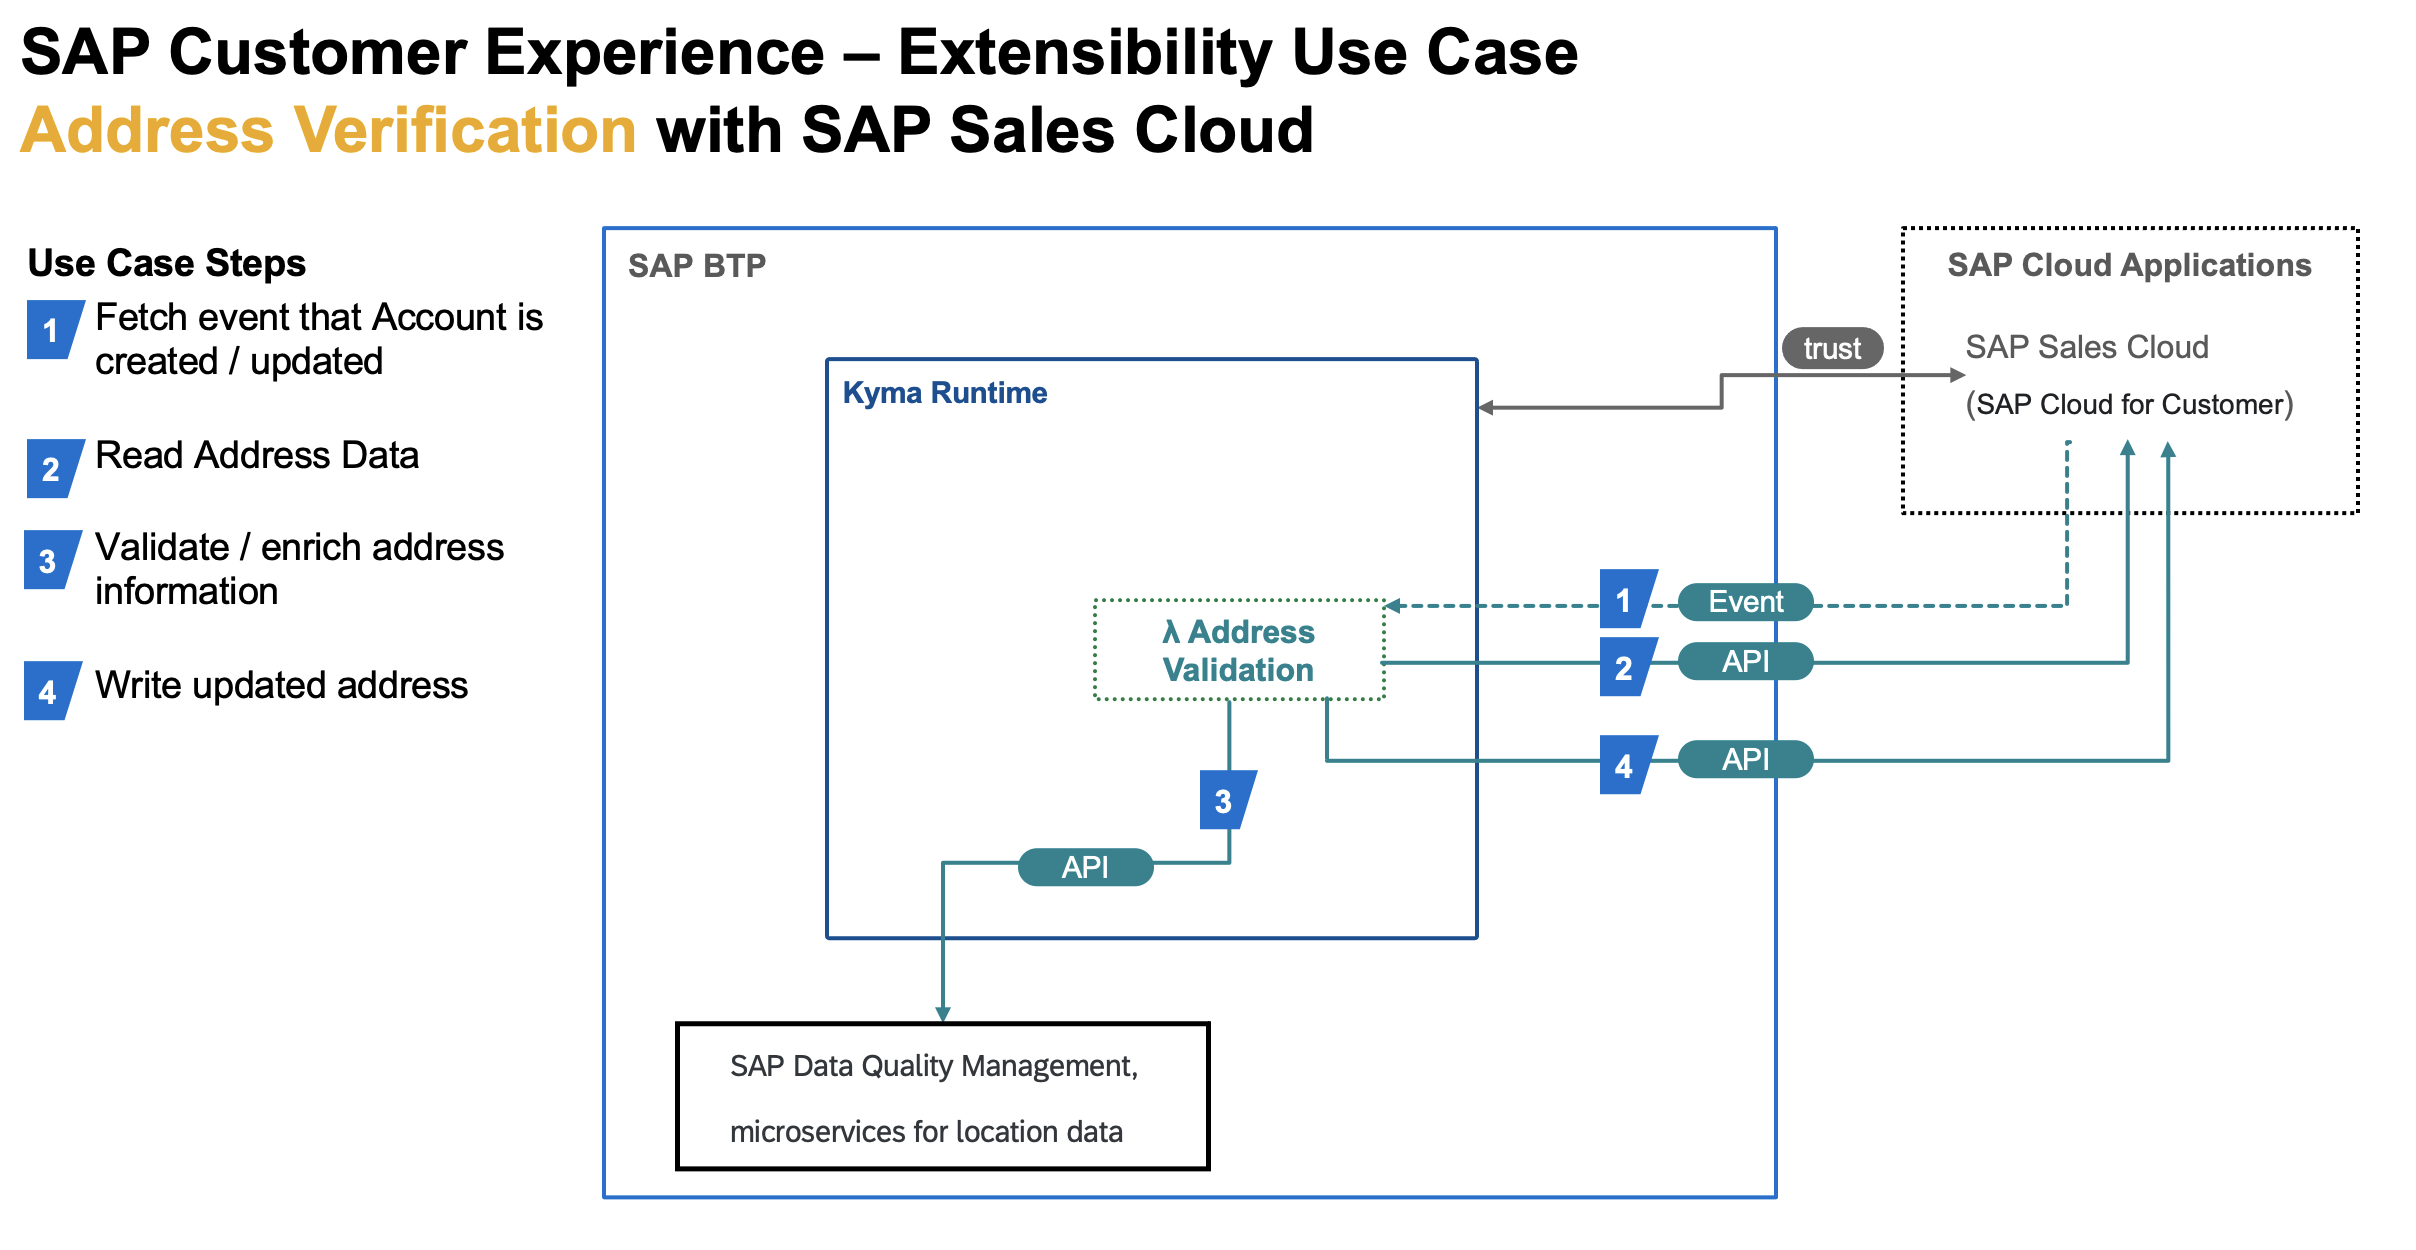 SAP Customer Experience – Extensibility Use Case
Address Verification with SAP Sales Cloud
Use Case Steps
1 Fetch event that Account is
created / updated
2 Read Address Data
3 Validate / enrich address
information
4 Write updated address
SAP BTP
Kyma Runtime
trust
SAP Cloud Applications
SAP Sales Cloud
(SAP Cloud for Customer)
λ Address
Validation
1 Event
2 API
4 API
3
API
SAP Data Quality Management,
microservices for location data